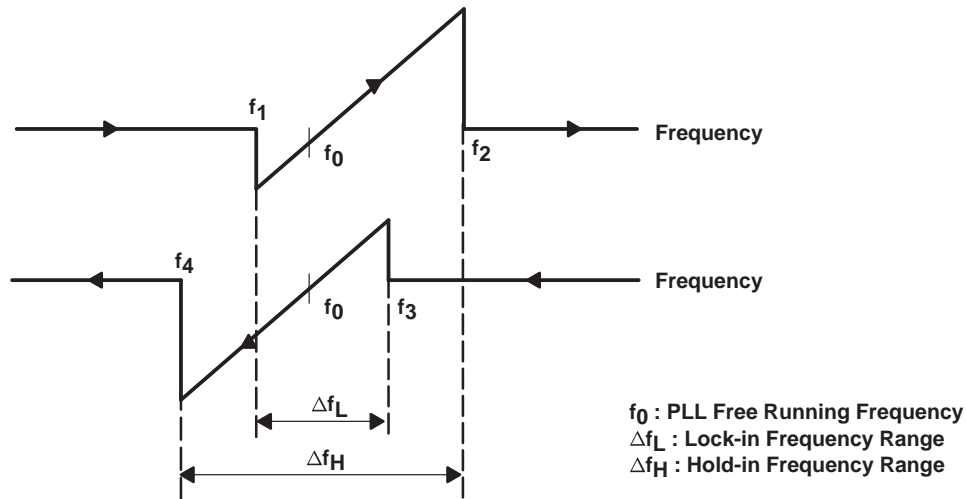 f1
f0
f2
Frequency
f4
f0
f3
Frequency
ΔfL
ΔfH
f0 : PLL Free Running Frequency
ΔfL : Lock-in Frequency Range
ΔfH : Hold-in Frequency Range